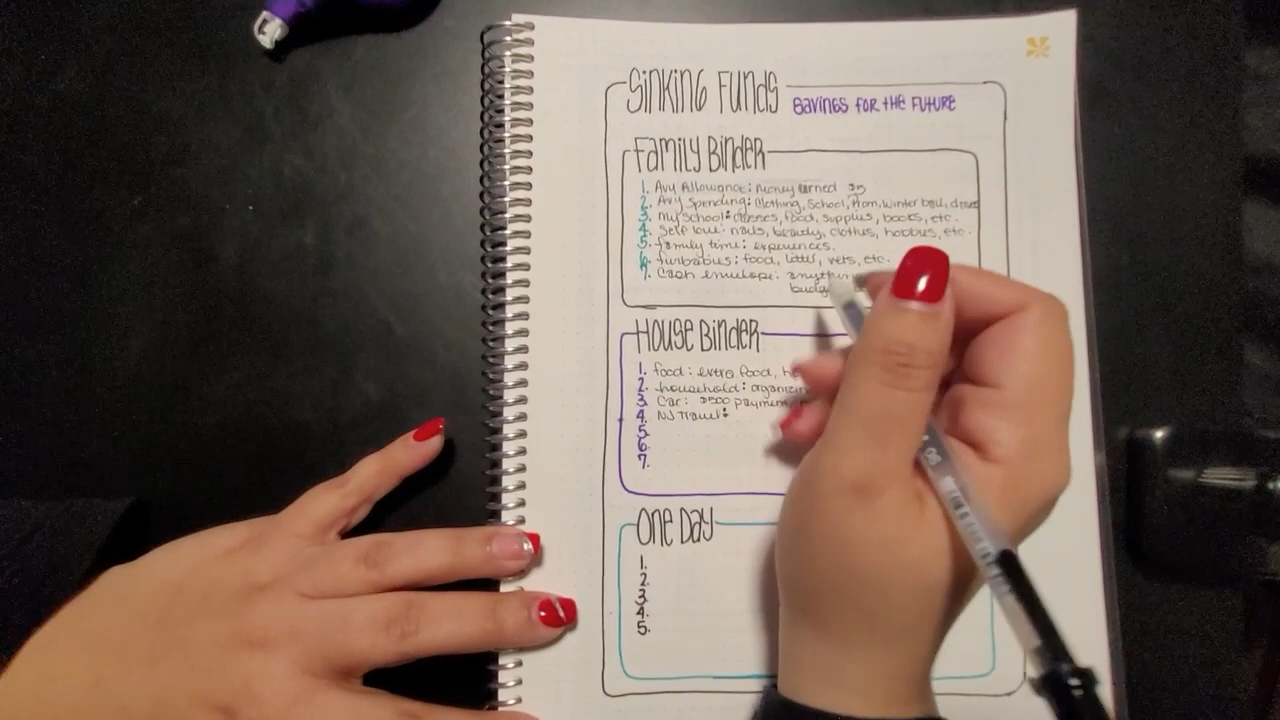 Sinking Funds
Savings for the Future
Family Binder
1. Avy Allowance: Money earned
2. Avy Spending: Clothing, School, Prom, Winter ball,
3. My School: classes, food, supplies, books, etc.
4. Self love: nails, beauty, clothes, hobbies, etc.
5. family time: experiences.
6. furbabies: food, litter, vets, etc.
7. Cash envelope:
House Binder
1. food: extra food,
2. household:
3. Car: $500 payment,
4. NJ Travel:
5.
6.
7.
One Day
1.
2.
3.
4.
5.